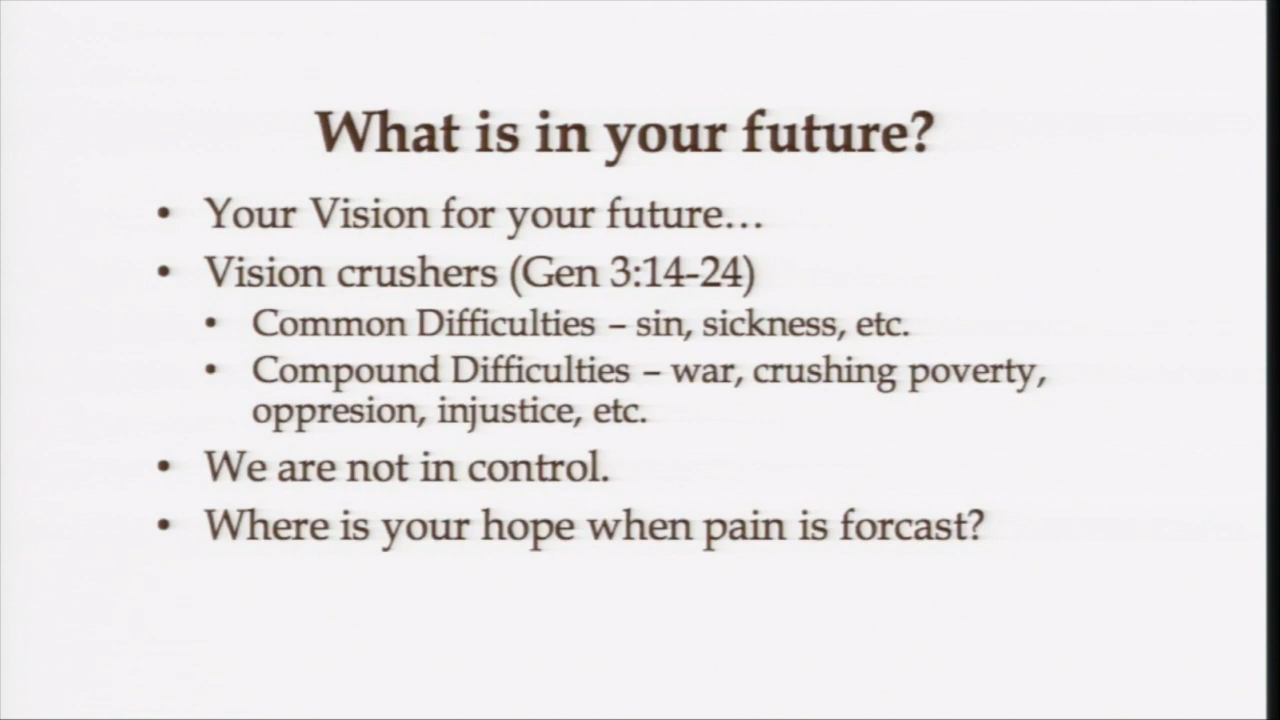 What is in your future?
• Your Vision for your future…
• Vision crushers (Gen 3:14-24)
• Common Difficulties – sin, sickness, etc.
• Compound Difficulties – war, crushing poverty,
oppresion, injustice, etc.
• We are not in control.
• Where is your hope when pain is forcast?